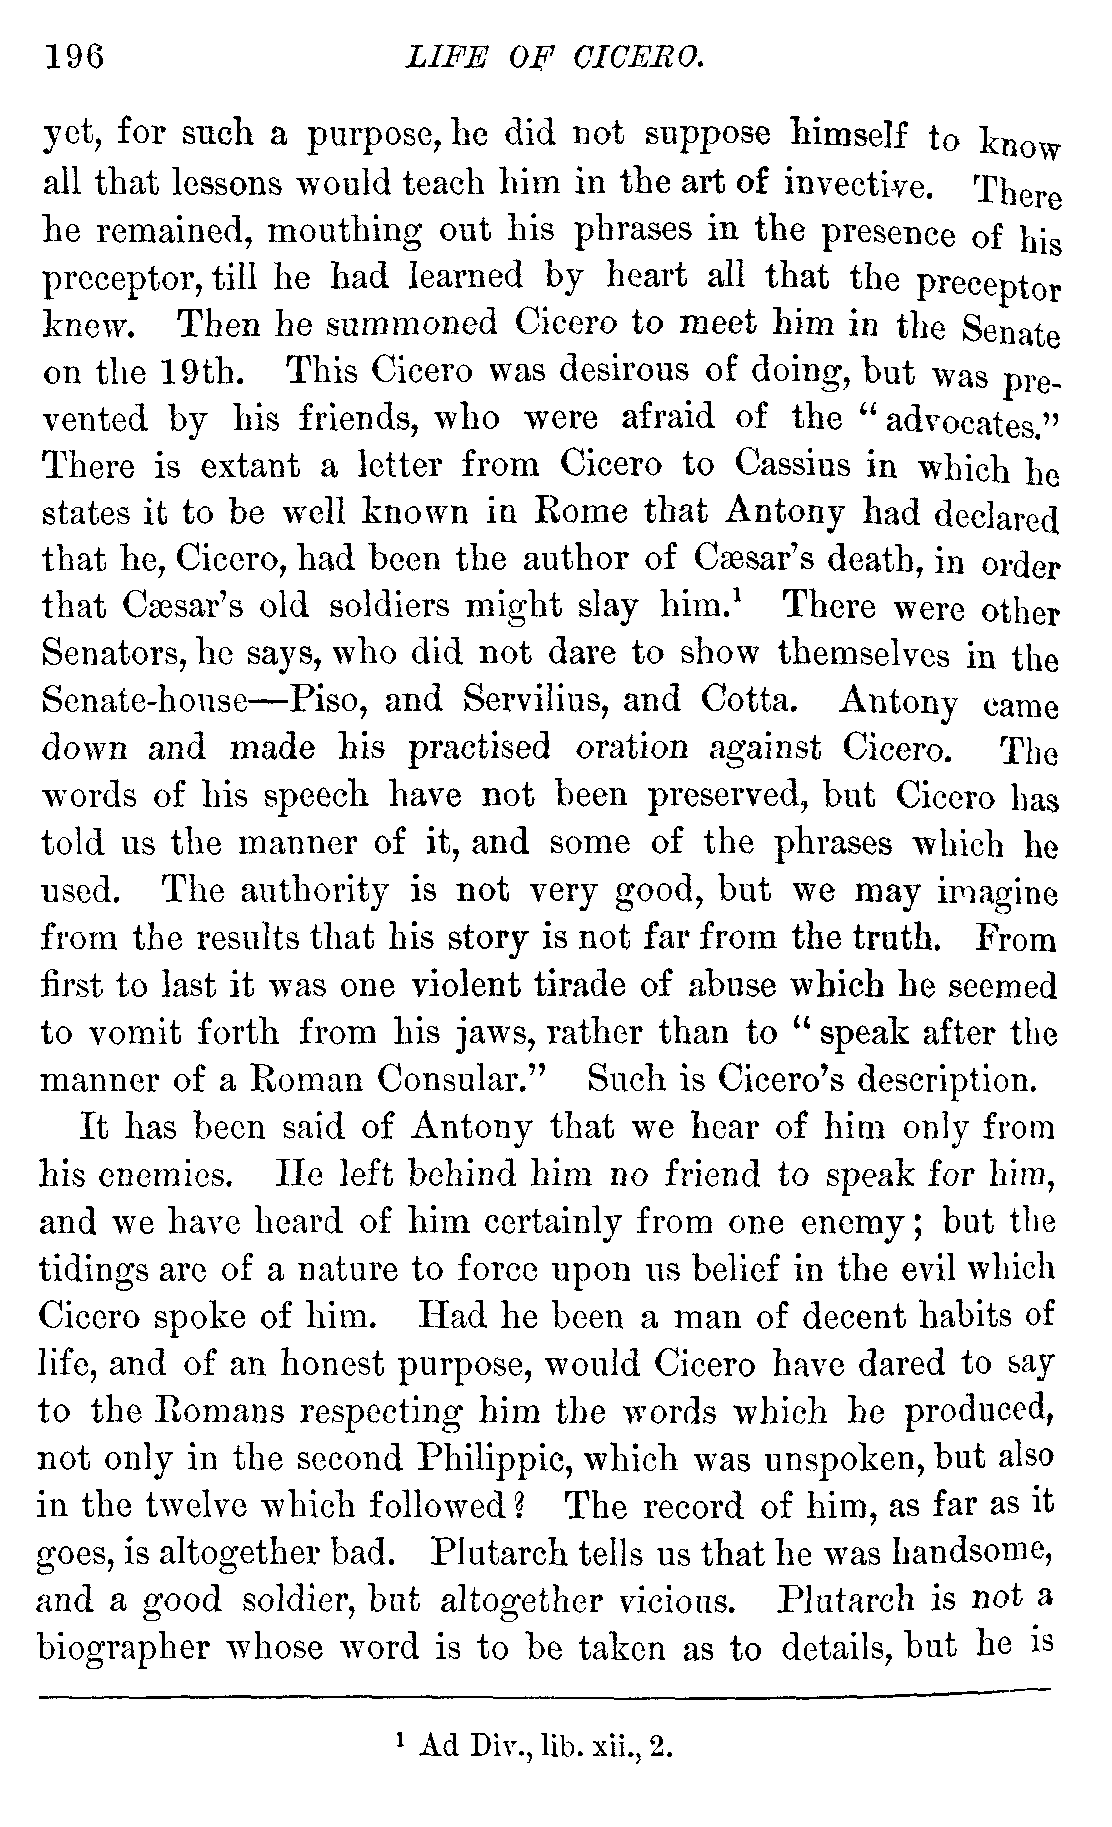 196 LIFE OF CICERO.
yet, for such a purpose, he did not suppose himself to know
all that lessons would teach him in the art of invective. There
he remained, mouthing out his phrases in the presence of his
preceptor, till he had learned by heart all that the preceptor
knew. Then he summoned Cicero to meet him in the Senate
on the 19th. This Cicero was desirous of doing, but was pre-
vented by his friends, who were afraid of the “advocates.”
There is extant a letter from Cicero to Cassius in which he
states it to be well known in Rome that Antony had declared
that he, Cicero, had been the author of Cæsar’s death, in order
that Cæsar’s old soldiers might slay him.¹ There were other
Senators, he says, who did not dare to show themselves in the
Senate-house—Piso, and Servilius, and Cotta. Antony came
down and made his practised oration against Cicero. The
words of his speech have not been preserved, but Cicero has
told us the manner of it, and some of the phrases which he
used. The authority is not very good, but we may imagine
from the results that his story is not far from the truth. From
first to last it was one violent tirade of abuse which he seemed
to vomit forth from his jaws, rather than to “speak after the
manner of a Roman Consular.” Such is Cicero’s description.
It has been said of Antony that we hear of him only from
his enemies. He left behind him no friend to speak for him,
and we have heard of him certainly from one enemy; but the
tidings are of a nature to force upon us belief in the evil which
Cicero spoke of him. Had he been a man of decent habits of
life, and of an honest purpose, would Cicero have dared to say
to the Romans respecting him the words which he produced,
not only in the second Philippic, which was unspoken, but also
in the twelve which followed? The record of him, as far as it
goes, is altogether bad. Plutarch tells us that he was handsome,
and a good soldier, but altogether vicious. Plutarch is not a
biographer whose word is to be taken as to details, but he is
¹ Ad Div., lib. xii., 2.